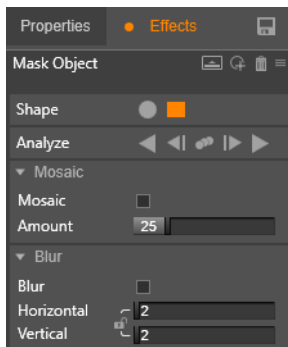 Properties Effects
Mask Object
Shape
Analyze
Mosaic
Mosaic
Amount 25
Blur
Blur
Horizontal 2
Vertical 2